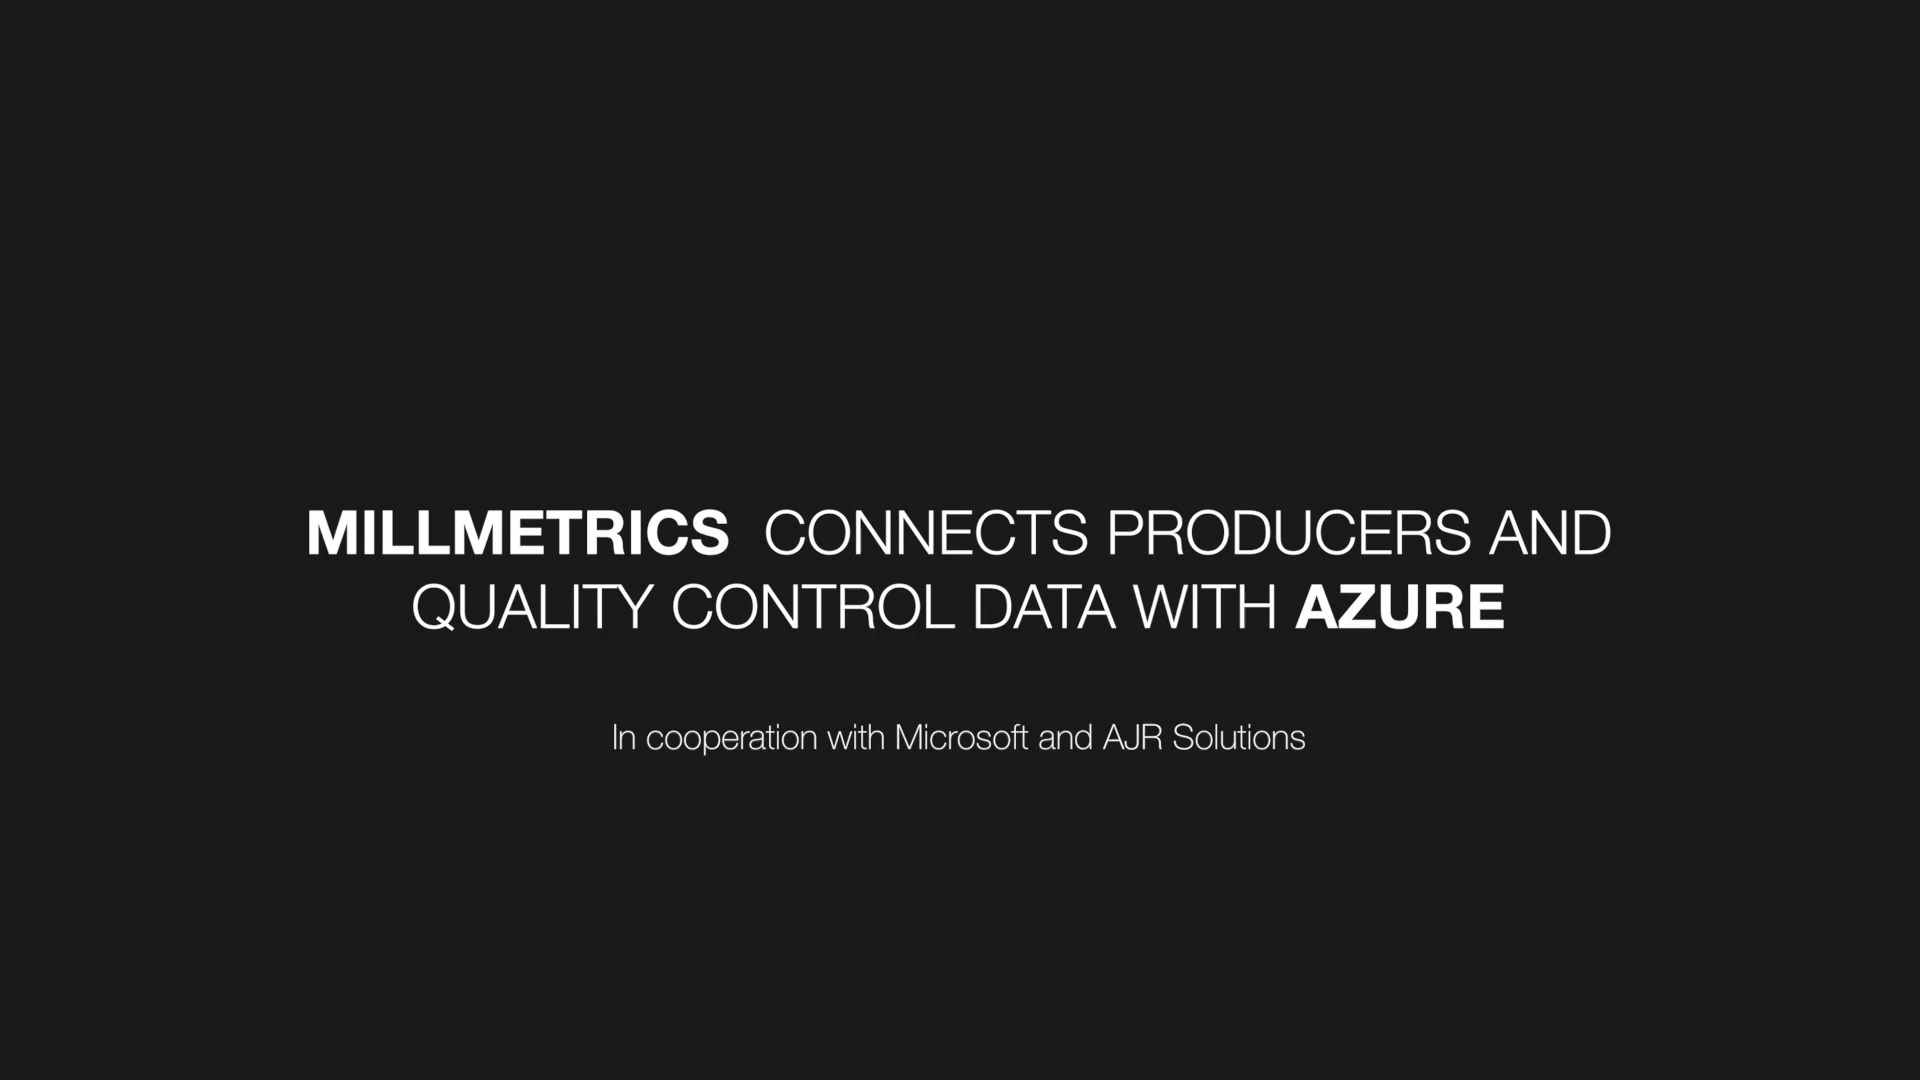 MILLMETRICS CONNECTS PRODUCERS AND
QUALITY CONTROL DATA WITH AZURE
In cooperation with Microsoft and AJR Solutions